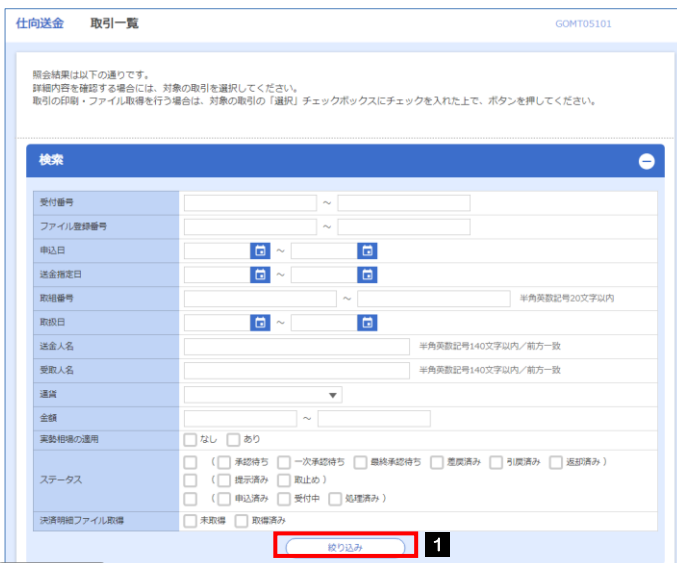 仕向送金 取引一覧 GOMT05101
照会結果は以下の通りです。
詳細内容を確認する場合には、対象の取引を選択してください。
取引の印刷・ファイル取得を行う場合は、対象の取引の「選択」チェックボックスにチェックを入れた上で、ボタンを押してください。
検索
受付番号 ～
ファイル登録番号 ～
申込日 ～
送金指定日 ～
取組番号 ～ 半角英数記号20文字以内
取扱日 ～
送金人名 半角英数記号140文字以内／前方一致
受取人名 半角英数記号140文字以内／前方一致
通貨
金額 ～
実勢相場の適用 なし あり
ステータス
（ 承認待ち 一次承認待ち 最終承認待ち 差戻済み 引戻済み 返却済み ）
（ 提示済み 取止め ）
（ 申込済み 受付中 処理済み ）
決済明細ファイル取得 未取得 取得済み
絞り込み 1